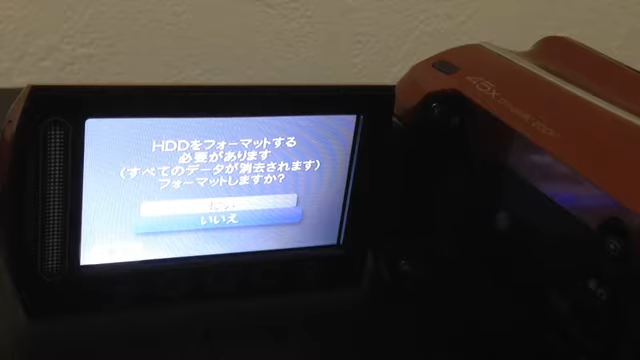 HDDをフォーマットする
必要があります
(すべてのデータが消去されます)
フォーマットしますか?
いいえ
45x